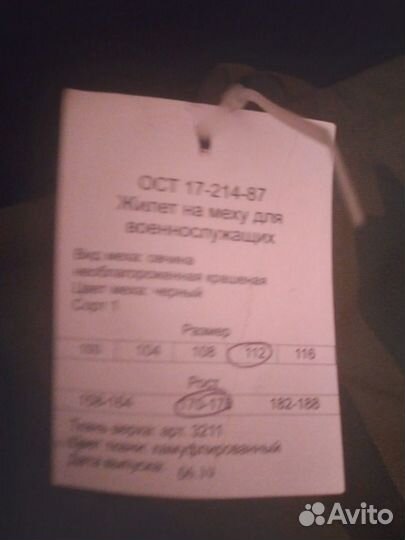 ОСТ 17-214-87
Жилет на меху для
военнослужащих
Вид меха: овчина
необлагороженная крашеная
Цвет меха: черный
Сорт 1
Размер
100 104 108 112 116
Рост
158-164 170-176 182-188
Ткань верха: арт. 3211
Цвет ткани: камуфлированный
Дата выпуска:
Avito